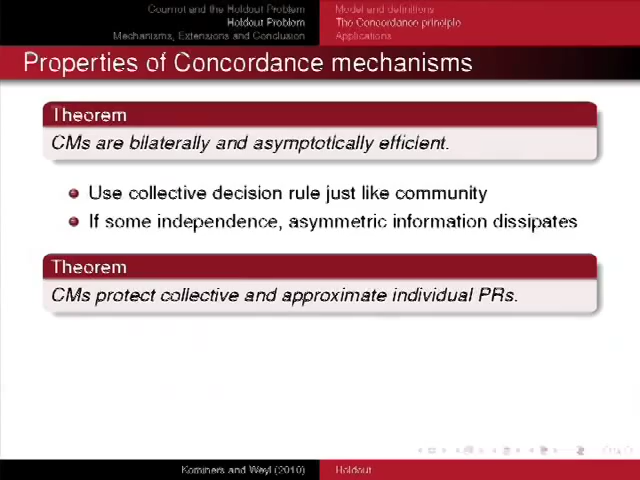 Cournot and the Holdout Problem
Holdout Problem
Mechanisms, Extensions and Conclusion
Model and definitions
The Concordance principle
Applications
Properties of Concordance mechanisms
Theorem
CMs are bilaterally and asymptotically efficient.
Use collective decision rule just like community
If some independence, asymmetric information dissipates
Theorem
CMs protect collective and approximate individual PRs.
Kominers and Weyl (2010)
Holdout